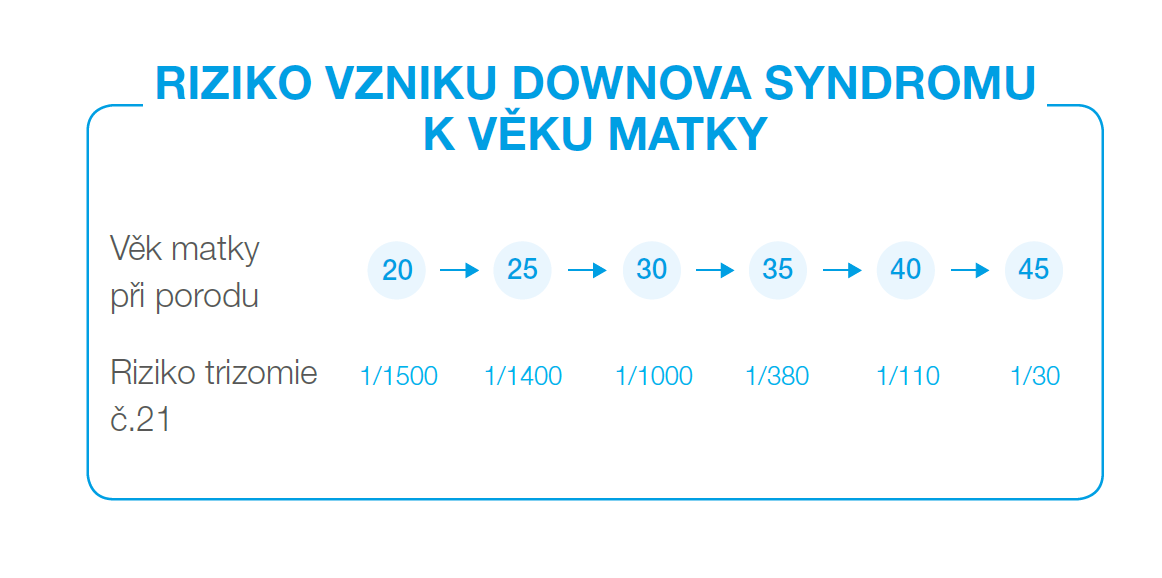 RIZIKO VZNIKU DOWNOVA SYNDROMU
K VĚKU MATKY
Věk matky
při porodu
20 25 30 35 40 45
Riziko trizomie
č.21
1/1500 1/1400 1/1000 1/380 1/110 1/30